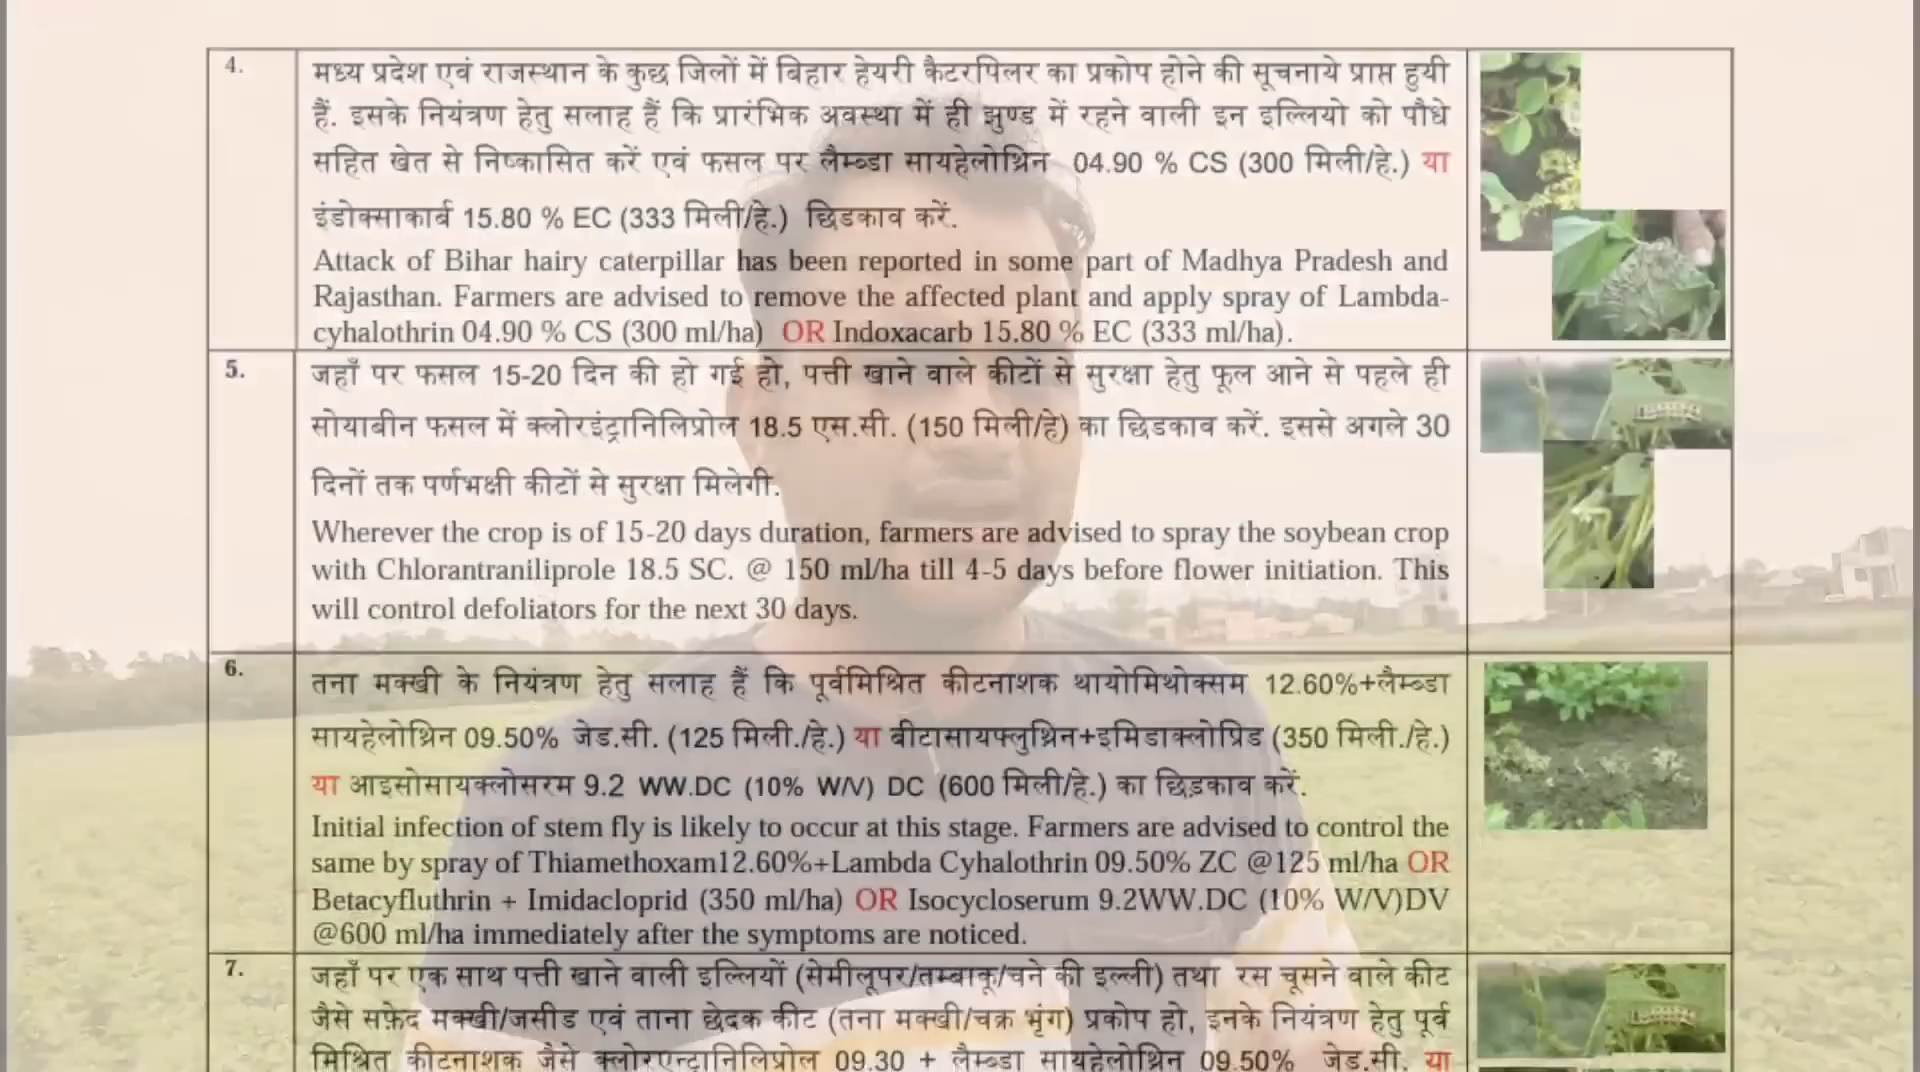 4.
मध्य प्रदेश एवं राजस्थान के कुछ जिलों में बिहार हेयरी कैटरपिलर का प्रकोप होने की सूचनाये प्राप्त हुयी
हैं. इसके नियंत्रण हेतु सलाह हैं कि प्रारंभिक अवस्था में ही झुण्ड में रहने वाली इन इल्लियो को पौधे
सहित खेत से निष्कासित करें एवं फसल पर लैम्ब्डा सायहेलोथ्रिन 04.90 % CS (300 मिली/हे.) या
इंडोक्साकार्ब 15.80 % EC (333 मिली/हे.) छिडकाव करें.
Attack of Bihar hairy caterpillar has been reported in some part of Madhya Pradesh and
Rajasthan. Farmers are advised to remove the affected plant and apply spray of Lambda-
cyhalothrin 04.90 % CS (300 ml/ha) OR Indoxacarb 15.80 % EC (333 ml/ha).
5.
जहाँ पर फसल 15-20 दिन की हो गई हो, पत्ती खाने वाले कीटों से सुरक्षा हेतु फूल आने से पहले ही
सोयाबीन फसल में क्लोरइंट्रानिलिप्रोल 18.5 एस.सी. (150 मिली/हे) का छिडकाव करें. इससे अगले 30
दिनों तक पर्णभक्षी कीटों से सुरक्षा मिलेगी.
Wherever the crop is of 15-20 days duration, farmers are advised to spray the soybean crop
with Chlorantraniliprole 18.5 SC. @ 150 ml/ha till 4-5 days before flower initiation. This
will control defoliators for the next 30 days.
6.
तना मक्खी के नियंत्रण हेतु सलाह हैं कि पूर्वमिश्रित कीटनाशक थायोमिथोक्सम 12.60%+लैम्ब्डा
सायहेलोथ्रिन 09.50% जेड.सी. (125 मिली./हे.) या बीटासायफ्लुथ्रिन+इमिडाक्लोप्रिड (350 मिली./हे.)
या आइसोसायक्लोसरम 9.2 WW.DC (10% W/V) DC (600 मिली/हे.) का छिड़काव करें.
Initial infection of stem fly is likely to occur at this stage. Farmers are advised to control the
same by spray of Thiamethoxam12.60%+Lambda Cyhalothrin 09.50% ZC @125 ml/ha OR
Betacyfluthrin + Imidacloprid (350 ml/ha) OR Isocycloserum 9.2WW.DC (10% W/V)DV
@600 ml/ha immediately after the symptoms are noticed.
7.
जहाँ पर एक साथ पत्ती खाने वाली इल्लियों (सेमीलूपर/तम्बाकू/चने की इल्ली) तथा रस चूसने वाले कीट
जैसे सफ़ेद मक्खी/जसीड एवं ताना छेदक कीट (तना मक्खी/चक्र भृंग) प्रकोप हो, इनके नियंत्रण हेतु पूर्व
मिश्रित कीटनाशक जैसे क्लोरएन्ट्रानिलिप्रोल 09.30 + लैम्ब्डा सायहेलोथ्रिन 09.50% जेड.सी. या